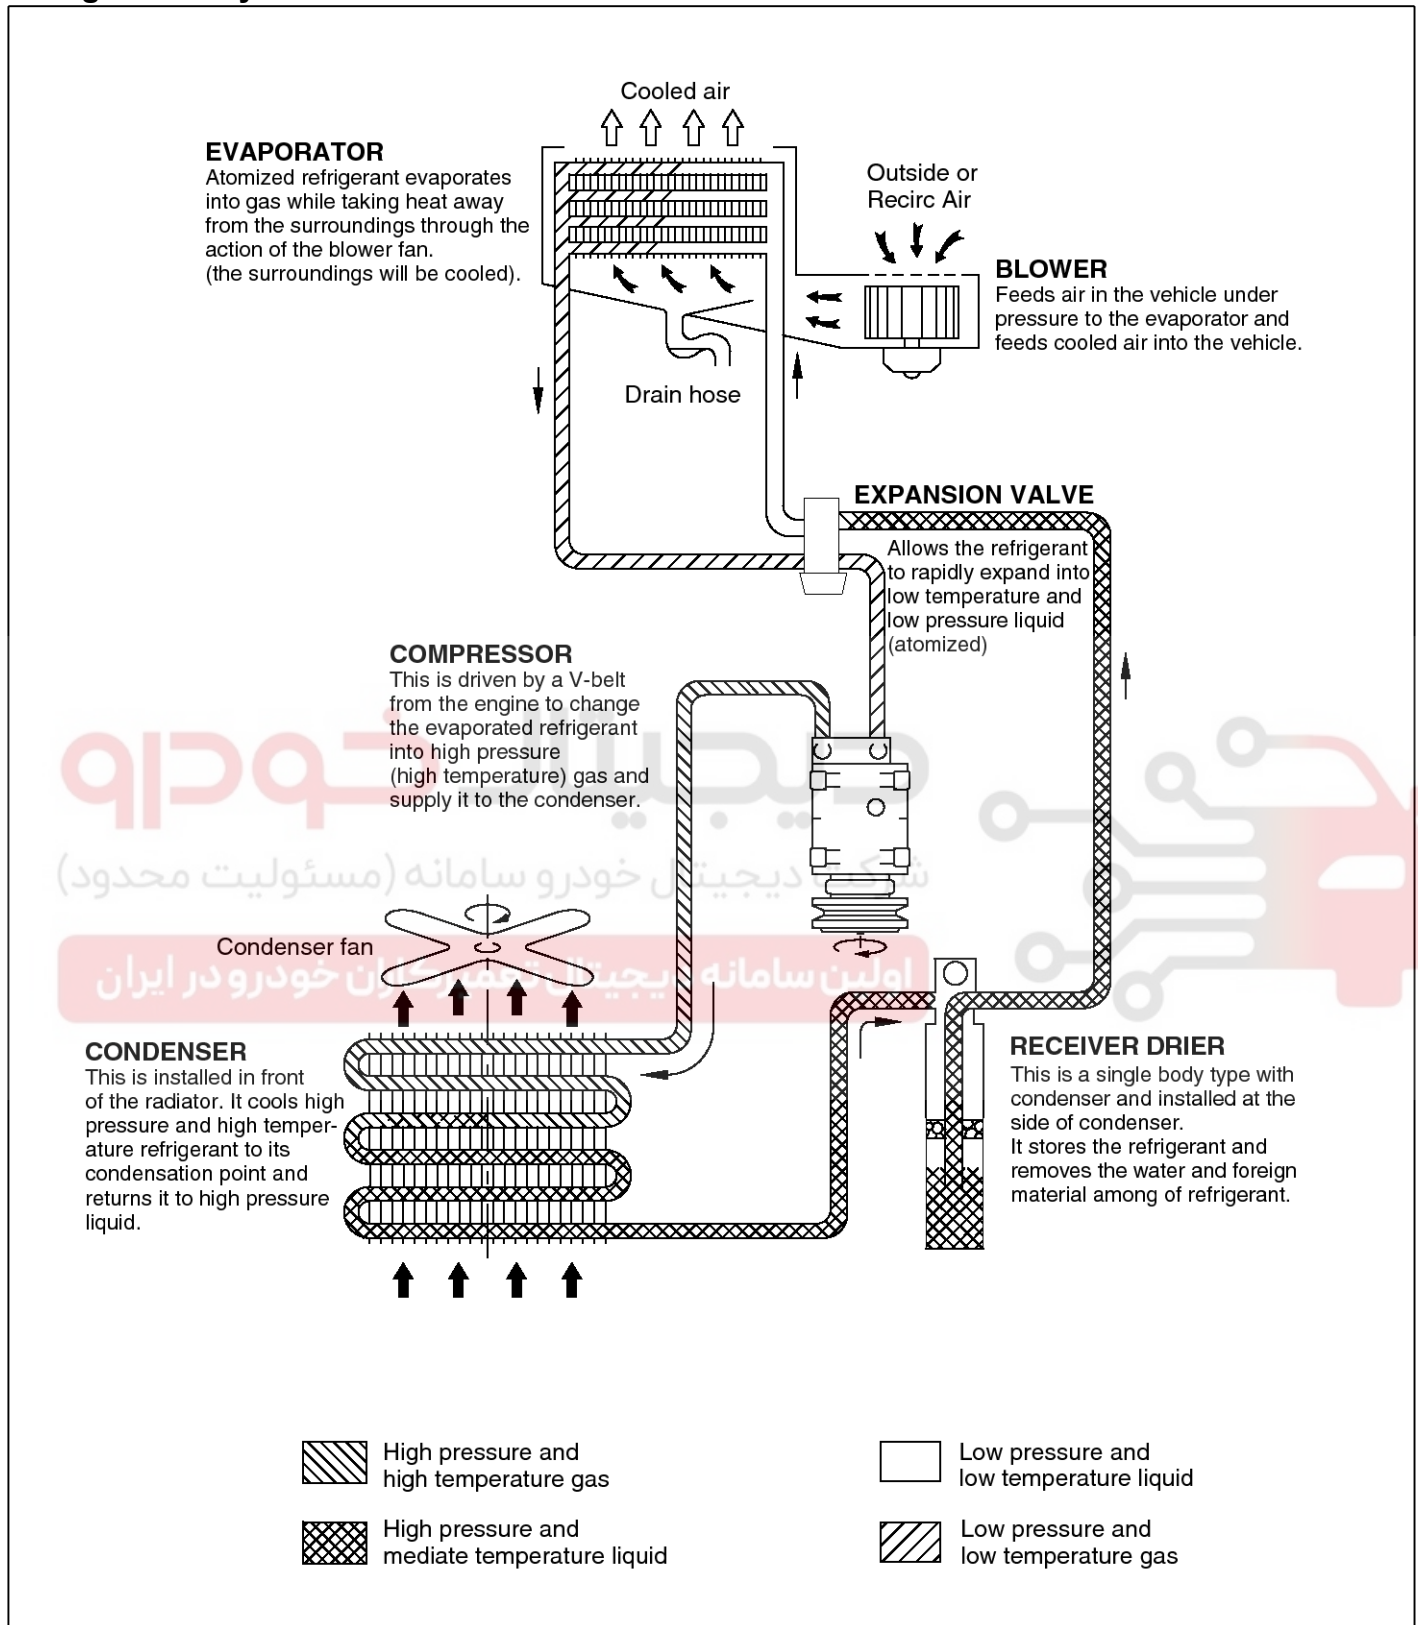 Cooled air
EVAPORATOR
Atomized refrigerant evaporates
into gas while taking heat away
from the surroundings through the
action of the blower fan.
(the surroundings will be cooled).
Outside or
Recirc Air
BLOWER
Feeds air in the vehicle under
pressure to the evaporator and
feeds cooled air into the vehicle.
Drain hose
EXPANSION VALVE
Allows the refrigerant
to rapidly expand into
low temperature and
low pressure liquid
(atomized)
COMPRESSOR
This is driven by a V-belt
from the engine to change
the evaporated refrigerant
into high pressure
(high temperature) gas and
supply it to the condenser.
دیجیتال خودرو
شرکت دیجیتال خودرو سامانه (مسئولیت محدود)
اولین سامانه دیجیتال تعمیرکاران خودرو در ایران
Condenser fan
CONDENSER
This is installed in front
of the radiator. It cools high
pressure and high temper-
ature refrigerant to its
condensation point and
returns it to high pressure
liquid.
RECEIVER DRIER
This is a single body type with
condenser and installed at the
side of condenser.
It stores the refrigerant and
removes the water and foreign
material among of refrigerant.
High pressure and
high temperature gas
Low pressure and
low temperature liquid
High pressure and
mediate temperature liquid
Low pressure and
low temperature gas